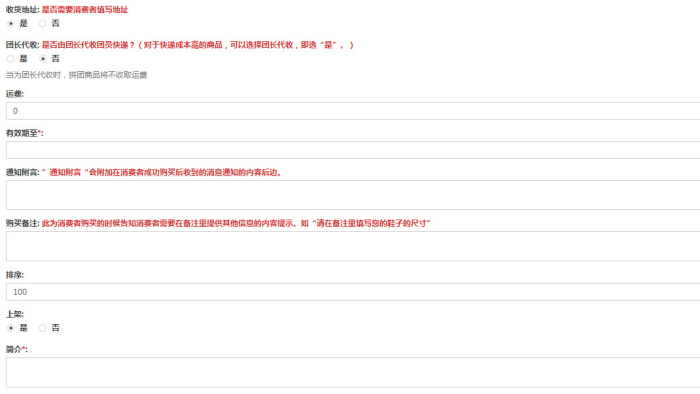 收货地址: 是否需要消费者填写地址
是 否
团长代收: 是否由团长代收团员快递？（对于快递成本高的商品，可以选择团长代收，即选“是”。）
是 否
当为团长代收时，拼团商品将不收取运费
运费:
0
有效期至*:
通知附言: ”通知附言“会附加在消费者成功购买后收到的消息通知的内容后边。
购买备注: 此为消费者购买的时候告知消费者需要在备注里提供其他信息的内容提示。如“请在备注里填写您的鞋子的尺寸”
排序:
100
上架:
是 否
简介*: